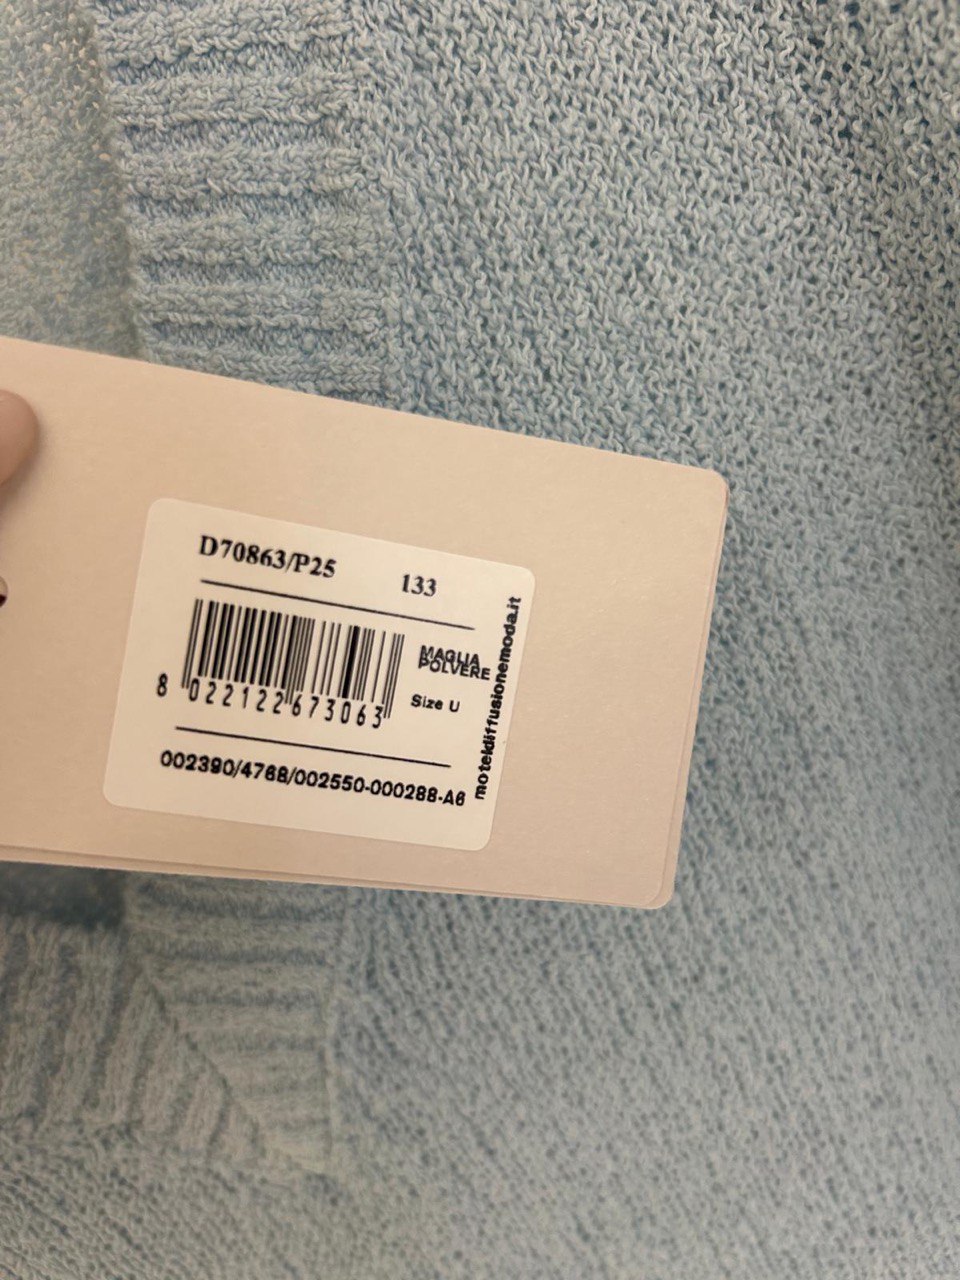 D70863/P25 133
MAGLIA
POLVERE
Size U
8 022122 673063
002390/4768/002550-000288-A6
moteldiffusionemoda.it